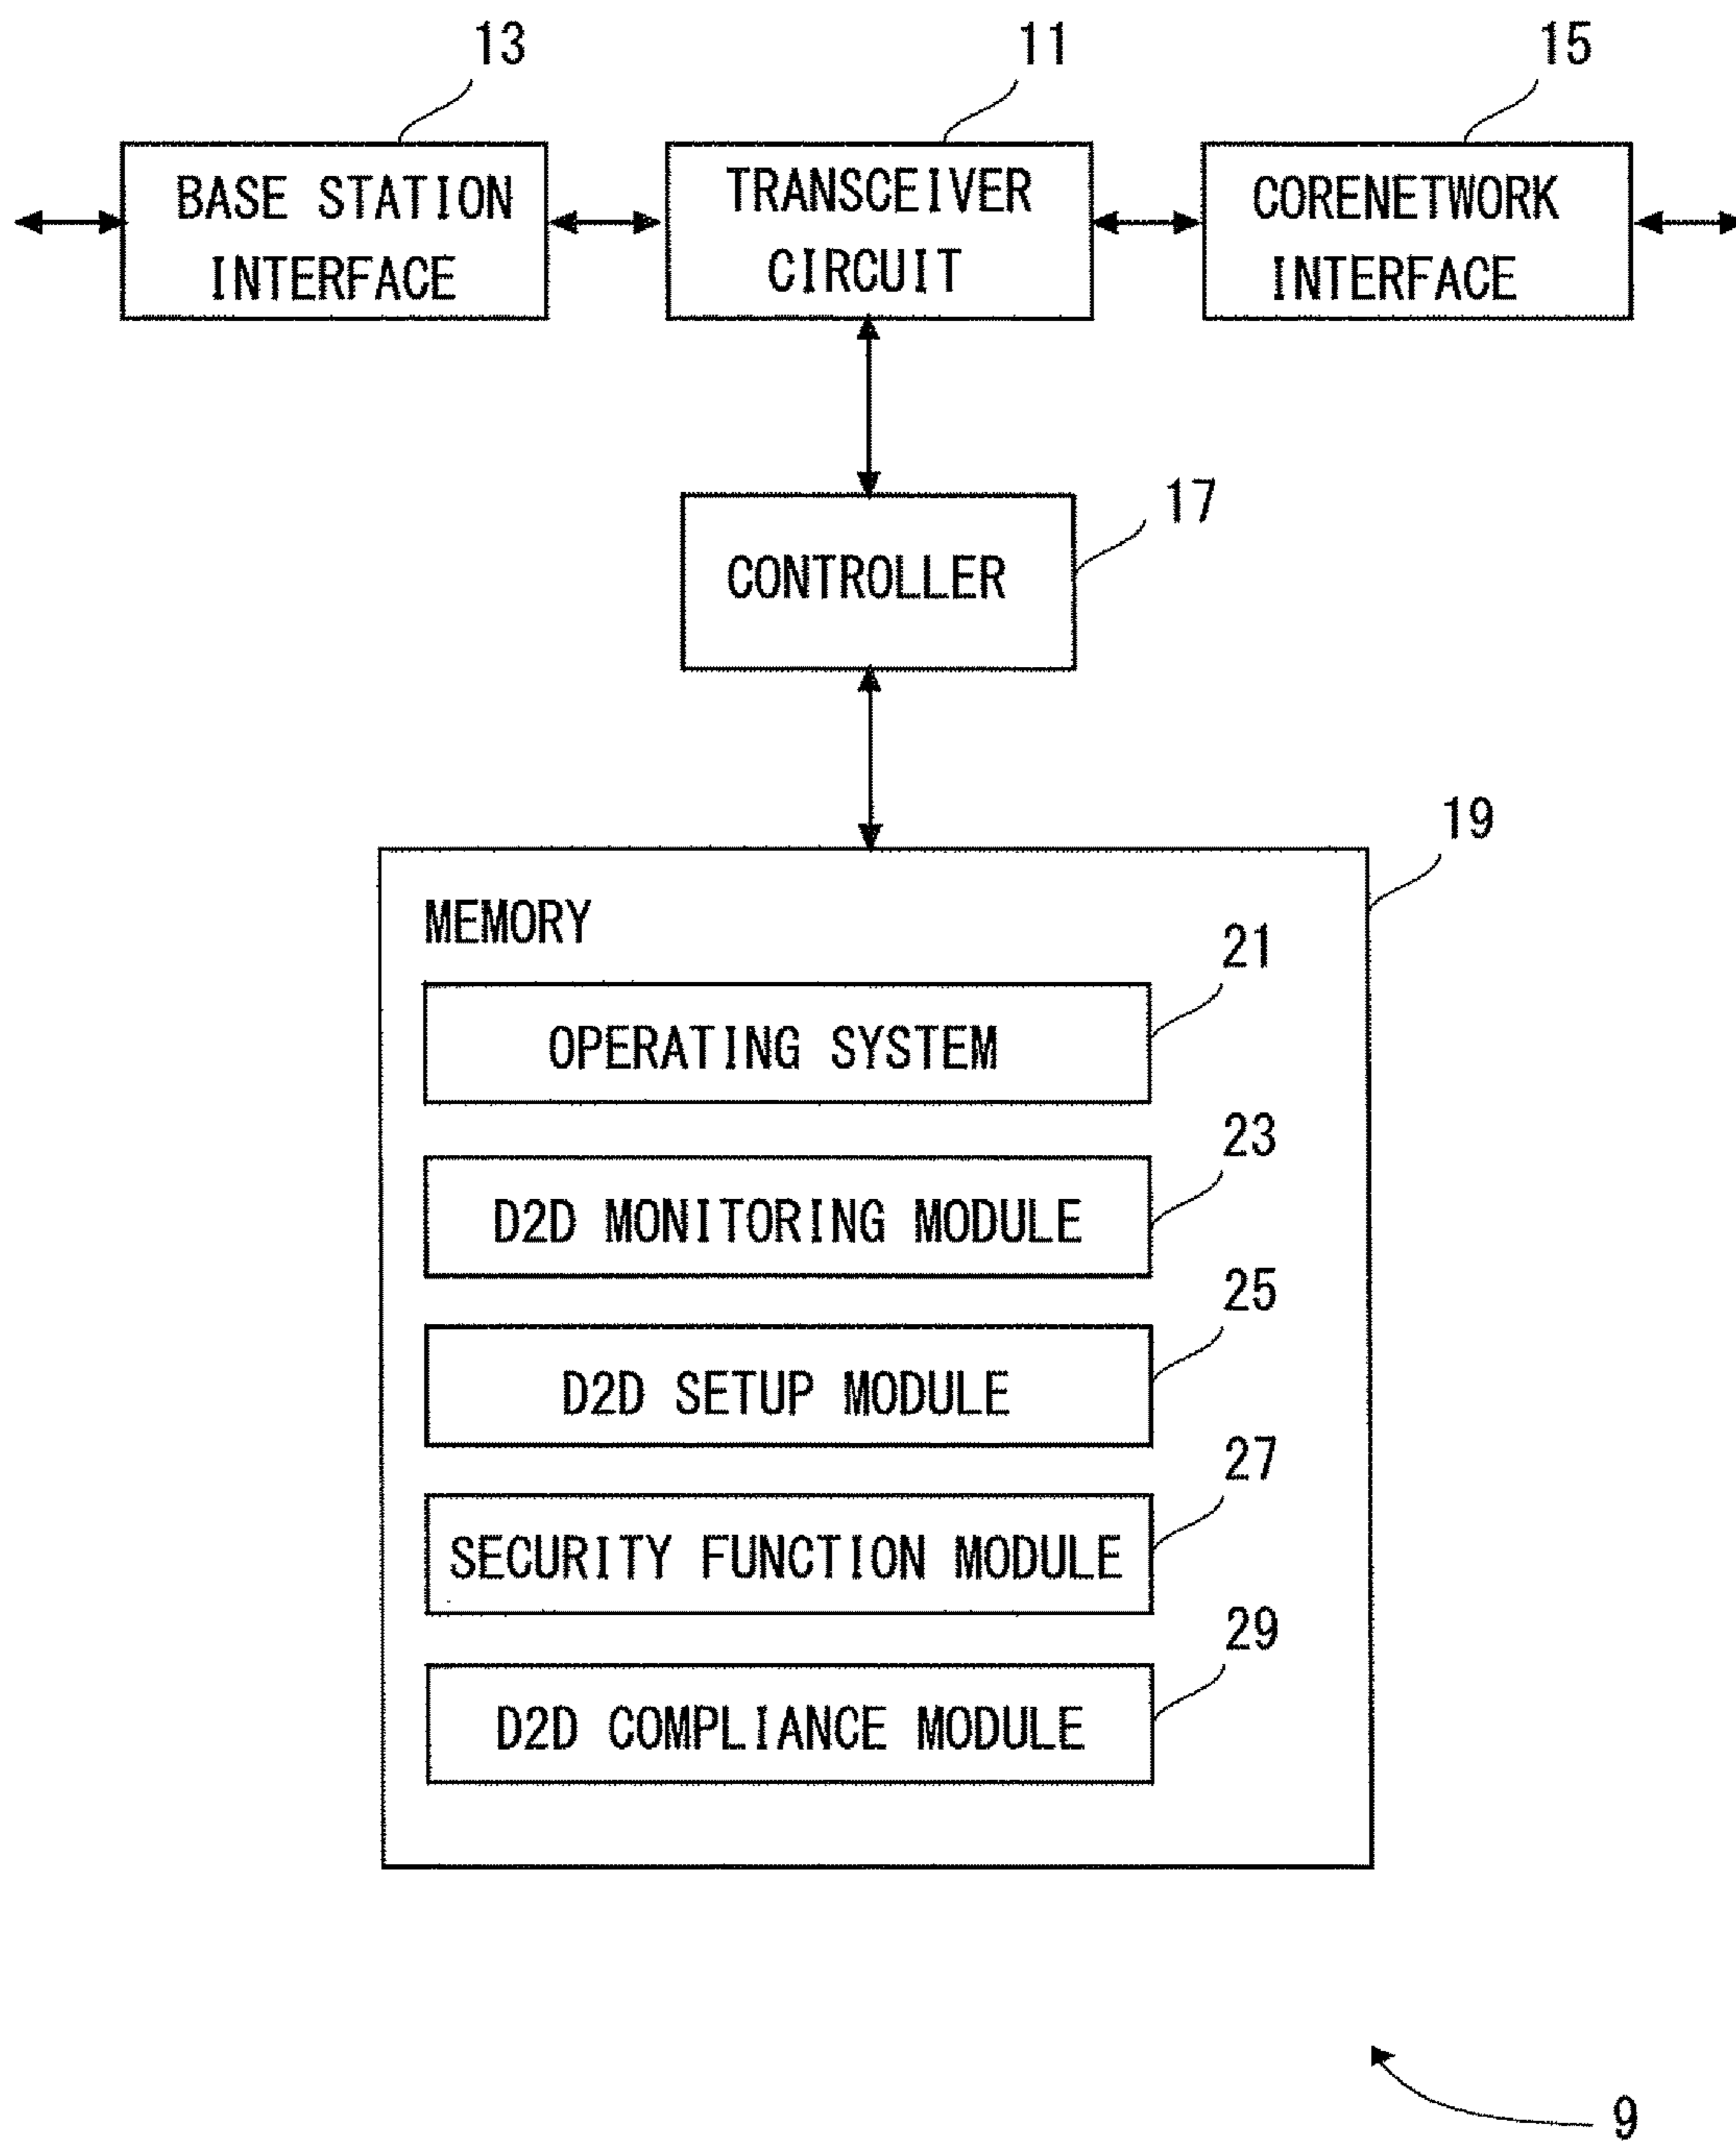 13
11
15
BASE STATION
INTERFACE
TRANSCEIVER
CIRCUIT
CORENETWORK
INTERFACE
17
CONTROLLER
19
MEMORY
21
OPERATING SYSTEM
23
D2D MONITORING MODULE
25
D2D SETUP MODULE
27
SECURITY FUNCTION MODULE
29
D2D COMPLIANCE MODULE
9